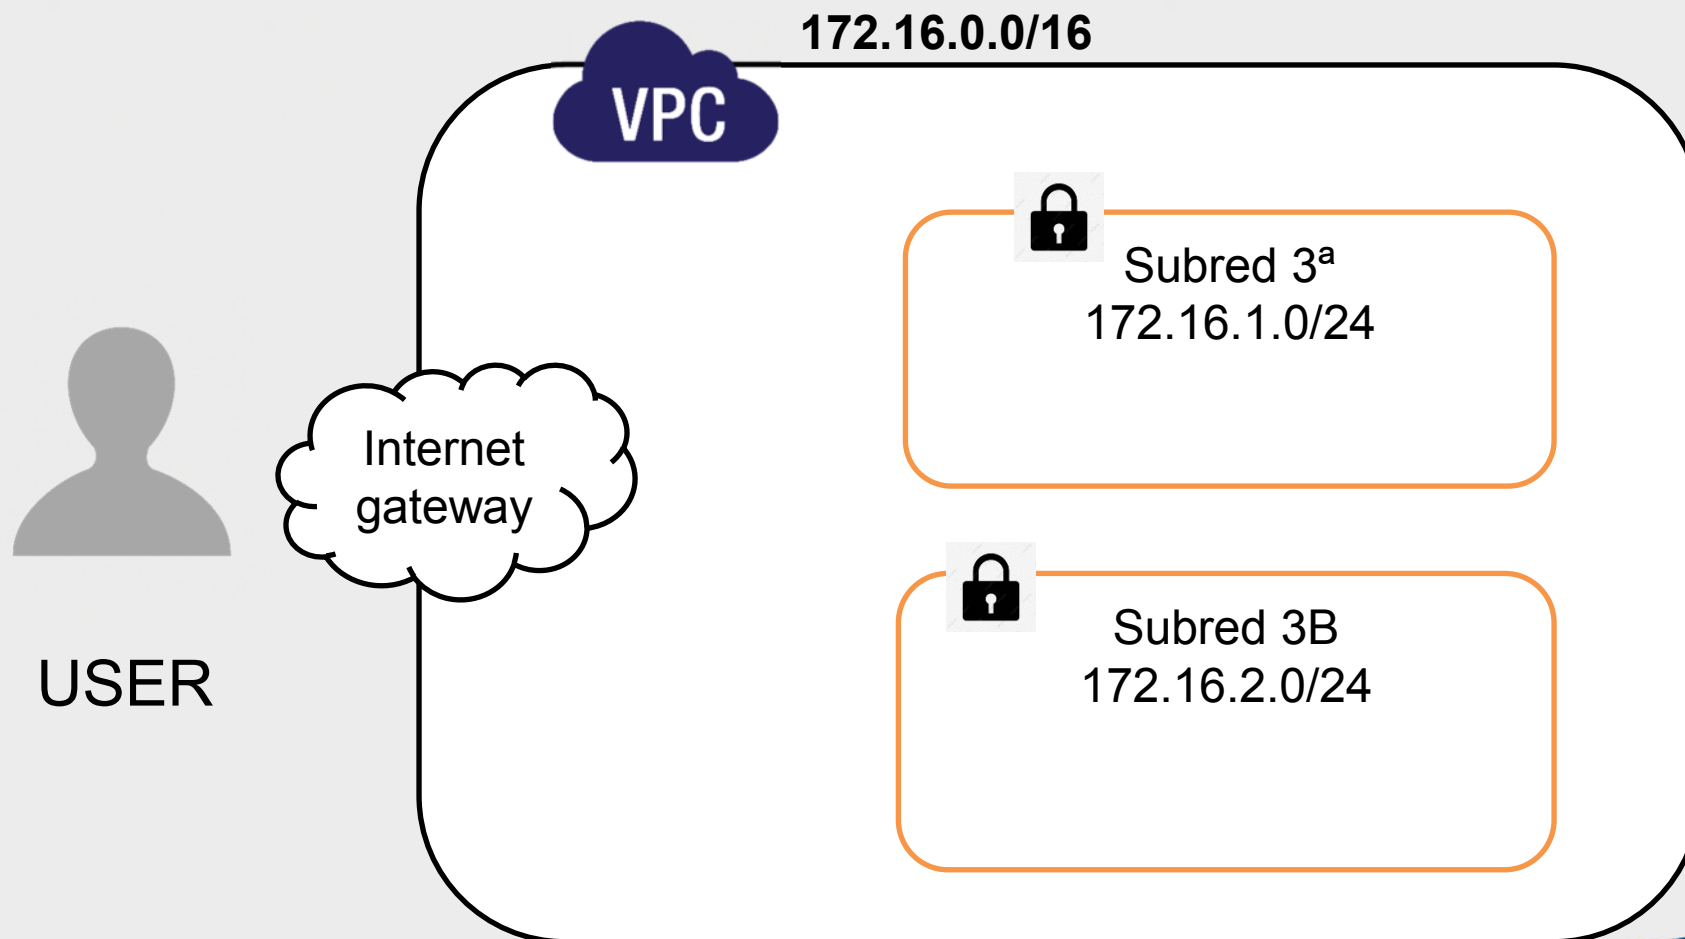 172.16.0.0/16
VPC
Subred 3ª
172.16.1.0/24
Internet
gateway
Subred 3B
172.16.2.0/24
USER